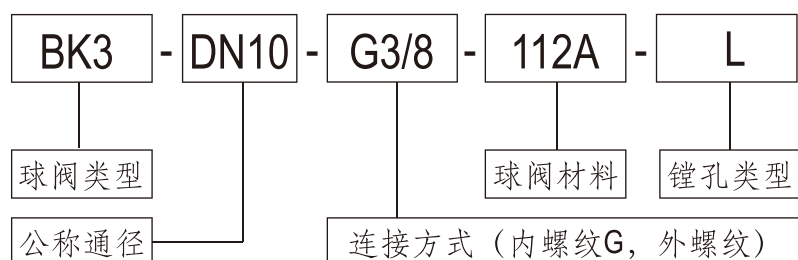 BK3 - DN10 - G3/8 - 112A - L
球阀类型 球阀材料 镗孔类型
公称通径 连接方式（内螺纹G，外螺纹）